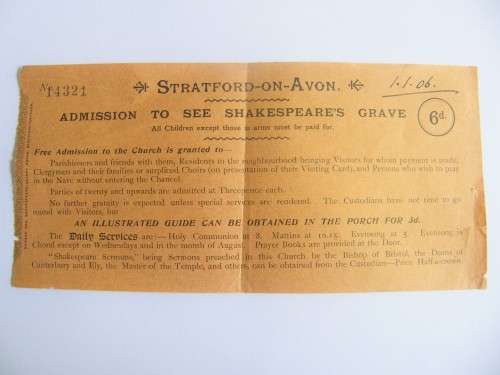 No 14321
STRATFORD-ON-AVON.
1.1.06.
ADMISSION TO SEE SHAKESPEARE'S GRAVE
6d.
All Children except those in arms must be paid for.
Free Admission to the Church is granted to—
Parishioners and friends with them, Residents in the neighbourhood bringing Visitors for whom payment is made,
Clergymen and their families or surpliced Choirs (on presentation of their Visiting Card), and Persons who wish to pray
in the Nave without entering the Chancel.
Parties of twenty and upwards are admitted at Threepence each.
No further gratuity is expected unless special services are rendered. The Custodians have not time to go
round with Visitors, but
AN ILLUSTRATED GUIDE CAN BE OBTAINED IN THE PORCH FOR 3d.
The Daily Services are:— Holy Communion at 8. Mattins at 10.15. Evensong at 5. Evensong is
Choral except on Wednesdays and in the month of August. Prayer Books are provided at the Door.
"Shakespeare Sermons," being Sermons preached in this Church by the Bishop of Bristol, the Deans of
Canterbury and Ely, the Master of the Temple, and others, can be obtained from the Custodian—Price Half-a-crown